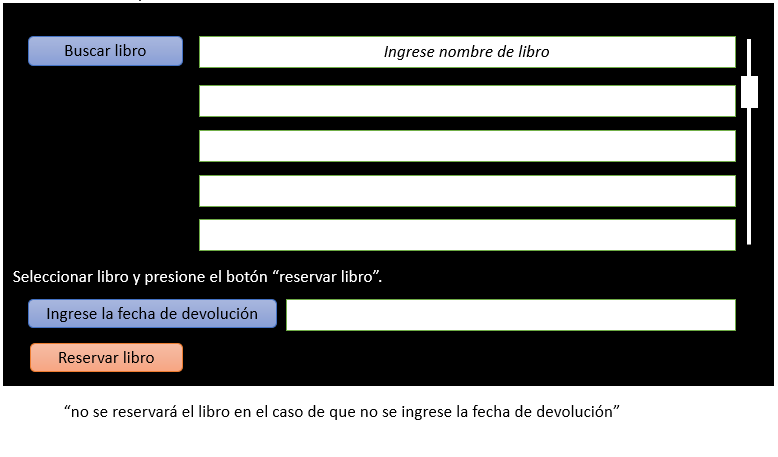 Buscar libro
Ingrese nombre de libro
Seleccionar libro y presione el botón “reservar libro”.
Ingrese la fecha de devolución
Reservar libro
“no se reservará el libro en el caso de que no se ingrese la fecha de devolución”